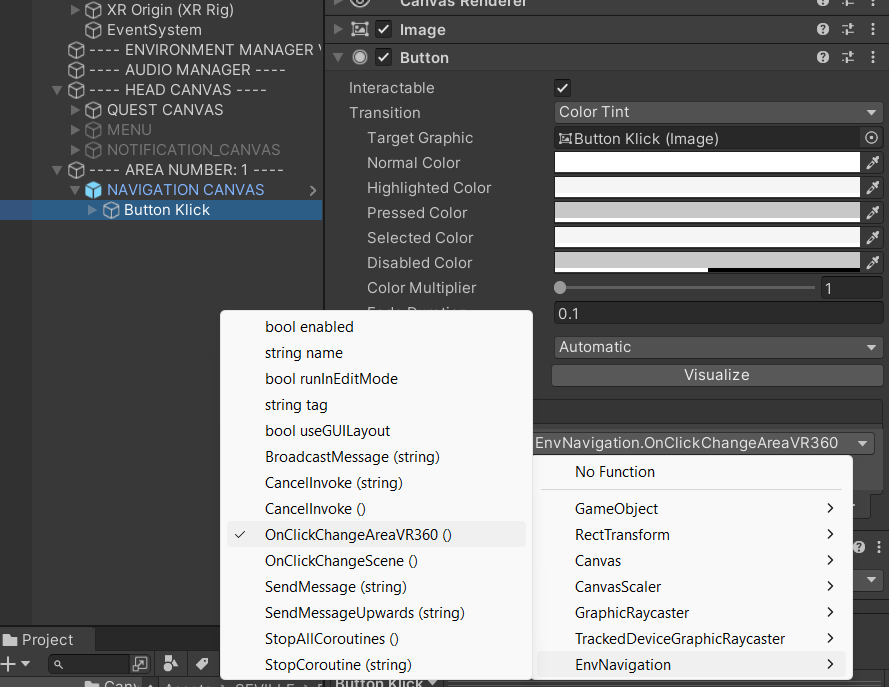 XR Origin (XR Rig)
EventSystem
---- ENVIRONMENT MANAGER
---- AUDIO MANAGER ----
---- HEAD CANVAS ----
QUEST CANVAS
MENU
NOTIFICATION_CANVAS
---- AREA NUMBER: 1 ----
NAVIGATION CANVAS
Button Klick
Canvas Renderer
Image
Button
Interactable
Transition
Color Tint
Target Graphic
Button Klick (Image)
Normal Color
Highlighted Color
Pressed Color
Selected Color
Disabled Color
Color Multiplier
1
Fade Duration
0.1
Automatic
Visualize
EnvNavigation.OnClickChangeAreaVR360
bool enabled
string name
bool runInEditMode
string tag
bool useGUILayout
BroadcastMessage (string)
CancelInvoke (string)
CancelInvoke ()
OnClickChangeAreaVR360 ()
OnClickChangeScene ()
SendMessage (string)
SendMessageUpwards (string)
StopAllCoroutines ()
StopCoroutine (string)
No Function
GameObject
RectTransform
Canvas
CanvasScaler
GraphicRaycaster
TrackedDeviceGraphicRaycaster
EnvNavigation
Project
Button Klick